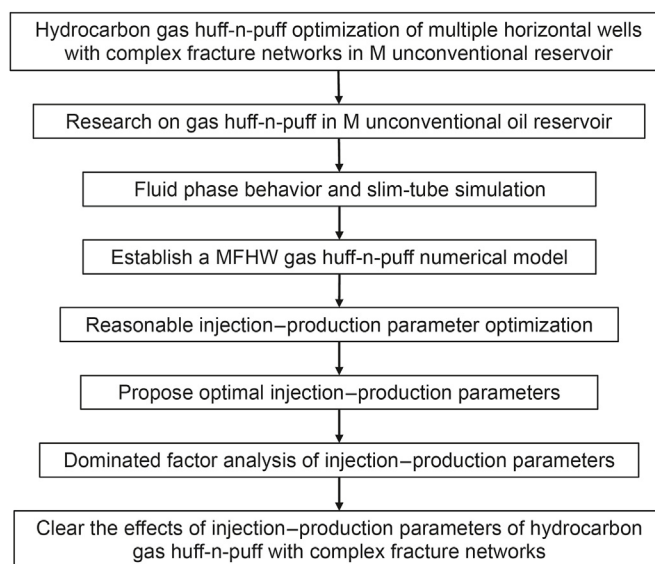 Hydrocarbon gas huff-n-puff optimization of multiple horizontal wells
with complex fracture networks in M unconventional reservoir
Research on gas huff-n-puff in M unconventional oil reservoir
Fluid phase behavior and slim-tube simulation
Establish a MFHW gas huff-n-puff numerical model
Reasonable injection–production parameter optimization
Propose optimal injection–production parameters
Dominated factor analysis of injection–production parameters
Clear the effects of injection–production parameters of hydrocarbon
gas huff-n-puff with complex fracture networks